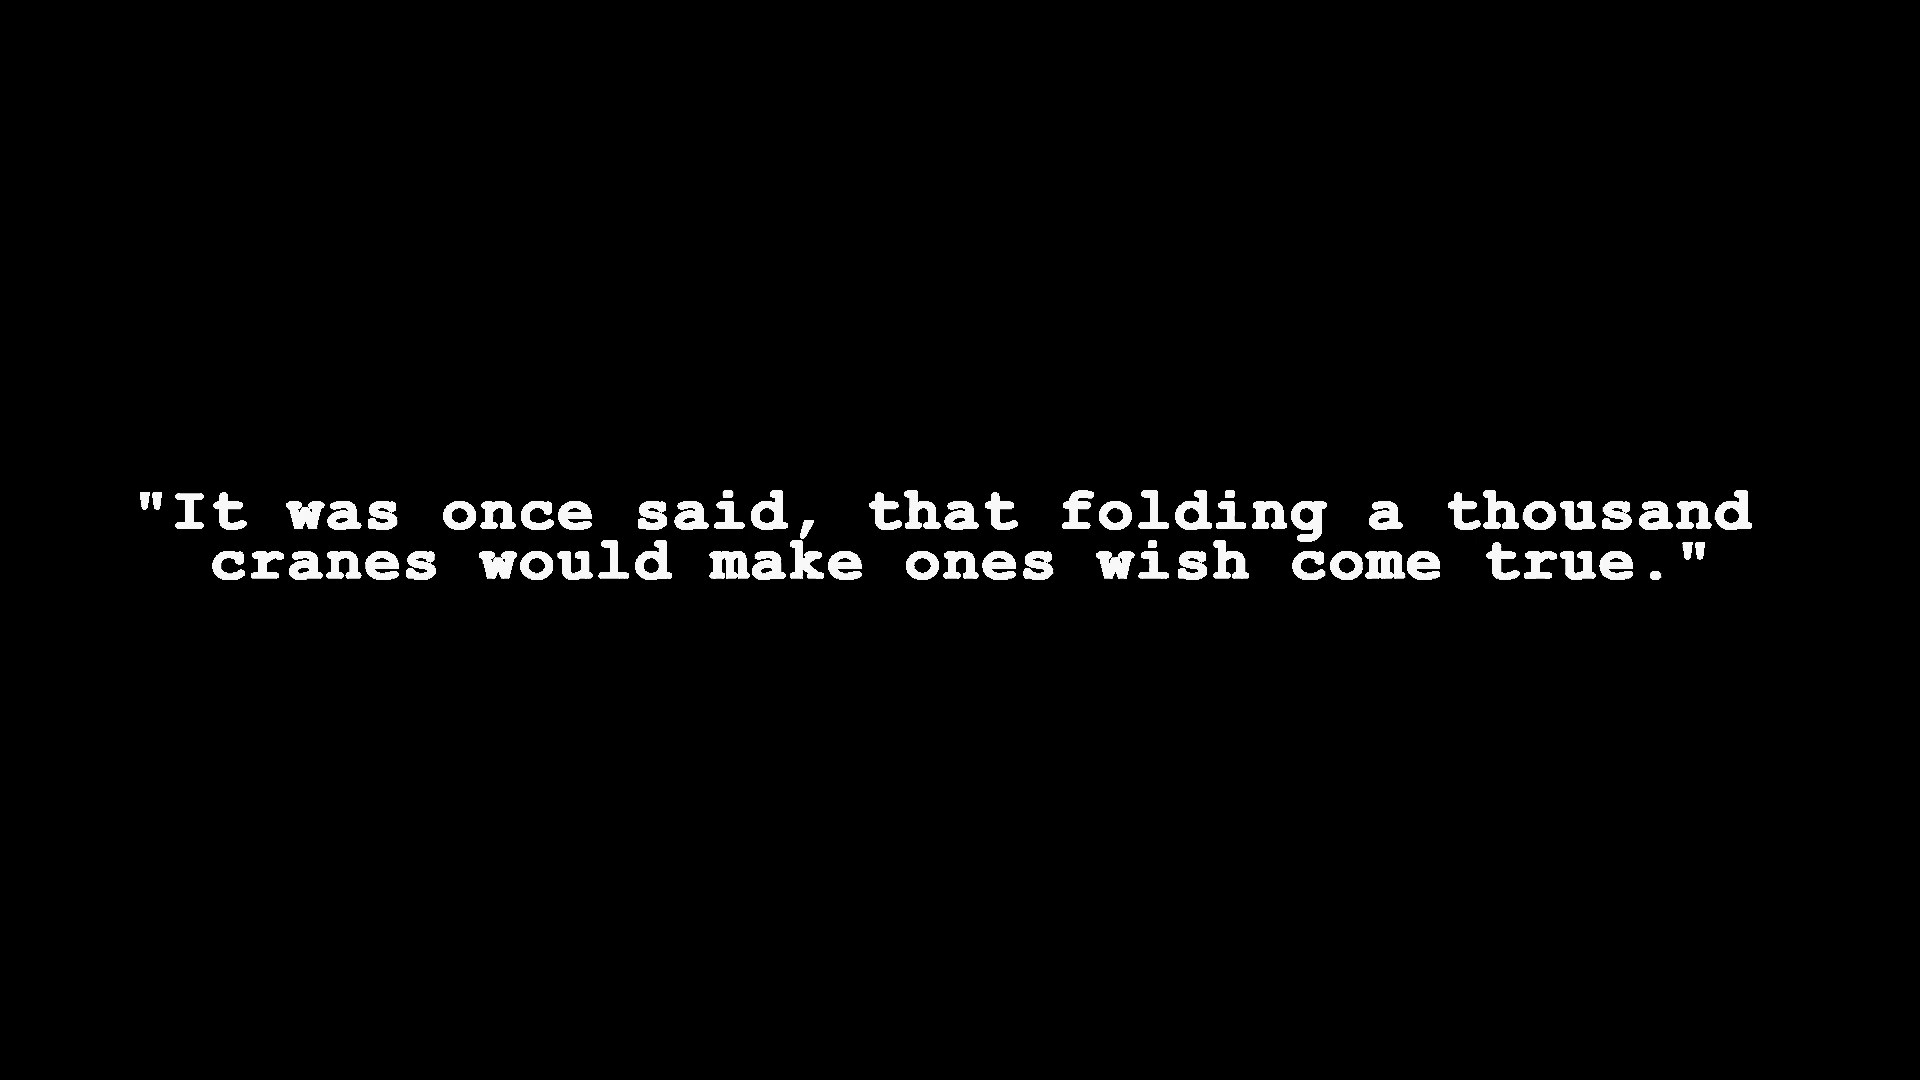 "It was once said, that folding a thousand
cranes would make ones wish come true."